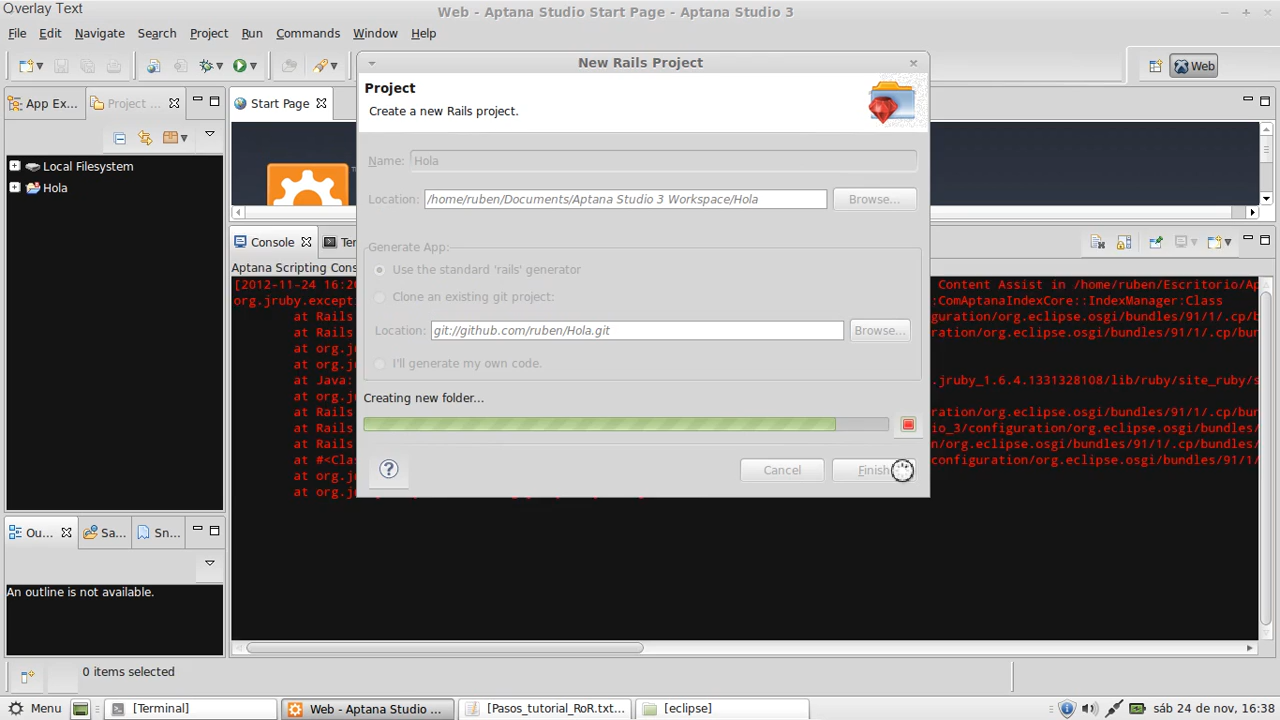 Overlay Text
Web - Aptana Studio Start Page - Aptana Studio 3
File Edit Navigate Search Project Run Commands Window Help
New Rails Project
Web
Project
Create a new Rails project.
App Ex... Project ... Start Page
Name: Hola
Local Filesystem
Hola
Location: /home/ruben/Documents/Aptana Studio 3 Workspace/Hola Browse...
Generate App:
Use the standard 'rails' generator
Clone an existing git project:
Location: git://github.com/ruben/Hola.git Browse...
I'll generate my own code.
Creating new folder...
Cancel Finish
Console Ter
Aptana Scripting Cons
[2012-11-24 16:2
Content Assist in /home/ruben/Escritorio/Ap
org.jruby.except
:ComAptanaIndexCore::IndexManager:Class
at Rails
uration/org.eclipse.osgi/bundles/91/1/.cp/bun
at Rails
onfiguration/org.eclipse.osgi/bundles/91/1/.
at org.j
at org.j
at Java:
.jruby_1.6.4.1331328108/lib/ruby/site_ruby/s
at org.j
at Rails
uration/org.eclipse.osgi/bundles/91/1/.cp/bun
at Rails
io_3/configuration/org.eclipse.osgi/bundles/9
at Rails
n/org.eclipse.osgi/bundles/91/1/.cp/bundles/
at #<Clas
configuration/org.eclipse.osgi/bundles/91/1/
at org.j
at org.j
Ou... Sa... Sn...
An outline is not available.
0 items selected
Menu [Terminal] Web - Aptana Studio ... [Pasos_tutorial_RoR.txt... [eclipse] sáb 24 de nov, 16:38